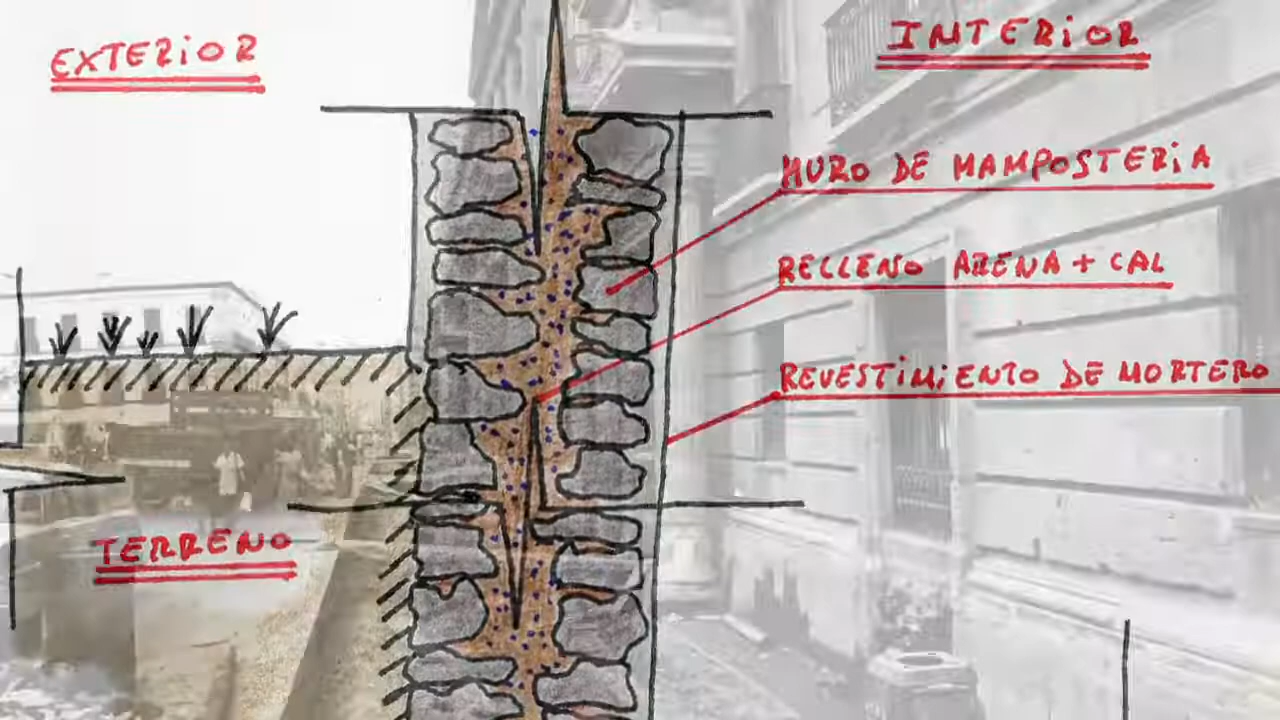 EXTERIOR
INTERIOR
MURO DE MAMPOSTERIA
RELLENO ARENA + CAL
REVESTIMIENTO DE MORTERO
TERRENO